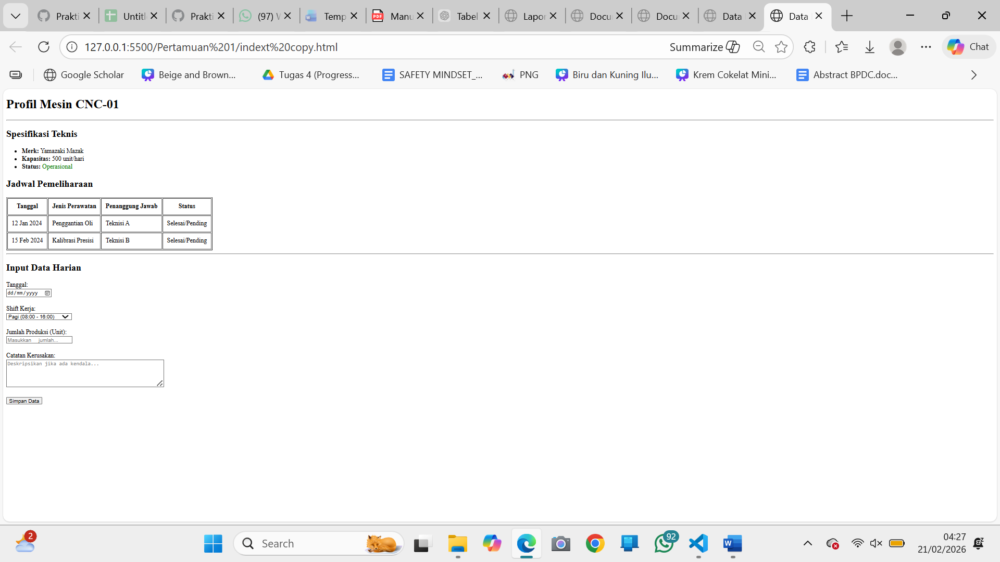 Prakti
Untitl
Prakti
(97) W
Temp
Manu
Tabel
Lapor
Docu
Docu
Data
Data
127.0.0.1:5500/Pertamuan%201/indext%20copy.html
Summarize
Chat
Google Scholar
Beige and Brown...
Tugas 4 (Progress...
SAFETY MINDSET_...
PNG
Biru dan Kuning Ilu...
Krem Cokelat Mini...
Abstract BPDC.doc...
Profil Mesin CNC-01
Spesifikasi Teknis
• Merk: Yamazaki Mazak
• Kapasitas: 500 unit/hari
• Status: Operasional
Jadwal Pemeliharaan
Tanggal Jenis Perawatan Penanggung Jawab Status
12 Jan 2024 Penggantian Oli Teknisi A Selesai/Pending
15 Feb 2024 Kalibrasi Presisi Teknisi B Selesai/Pending
Input Data Harian
Tanggal:
dd/mm/yyyy
Shift Kerja:
Pagi (08:00 - 16:00)
Jumlah Produksi (Unit):
Masukkan jumlah...
Catatan Kerusakan:
Deskripsikan jika ada kendala...
Simpan Data
2
Search
92
04:27
21/02/2026